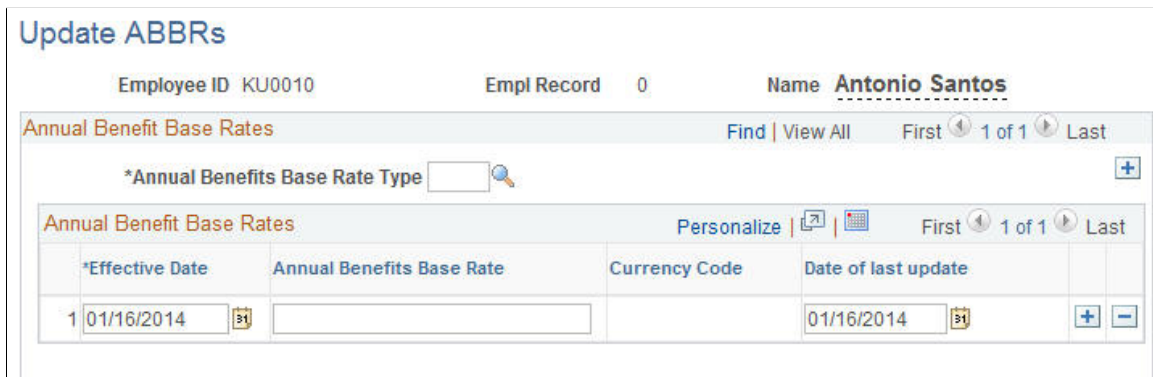 Update ABBRs
Employee ID KU0010 Empl Record 0 Name Antonio Santos
Annual Benefit Base Rates Find | View All First 1 of 1 Last
*Annual Benefits Base Rate Type
Annual Benefit Base Rates Personalize | | First 1 of 1 Last
*Effective Date Annual Benefits Base Rate Currency Code Date of last update
1 01/16/2014 31 01/16/2014 31